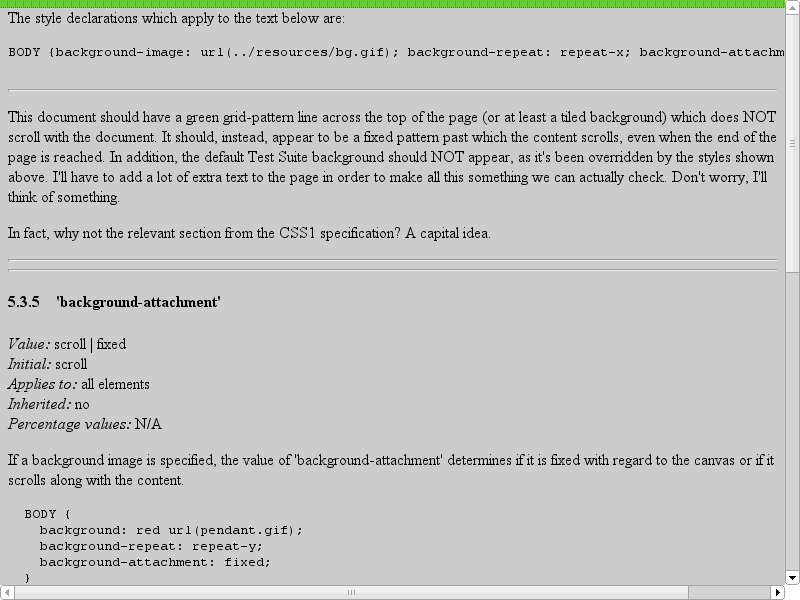 The style declarations which apply to the text below are:
BODY {background-image: url(../resources/bg.gif); background-repeat: repeat-x; background-attachm
This document should have a green grid-pattern line across the top of the page (or at least a tiled background) which does NOT
scroll with the document. It should, instead, appear to be a fixed pattern past which the content scrolls, even when the end of the
page is reached. In addition, the default Test Suite background should NOT appear, as it's been overridden by the styles shown
above. I'll have to add a lot of extra text to the page in order to make all this something we can actually check. Don't worry, I'll
think of something.
In fact, why not the relevant section from the CSS1 specification? A capital idea.
5.3.5 'background-attachment'
Value: scroll | fixed
Initial: scroll
Applies to: all elements
Inherited: no
Percentage values: N/A
If a background image is specified, the value of 'background-attachment' determines if it is fixed with regard to the canvas or if it
scrolls along with the content.
BODY {
background: red url(pendant.gif);
background-repeat: repeat-y;
background-attachment: fixed;
}